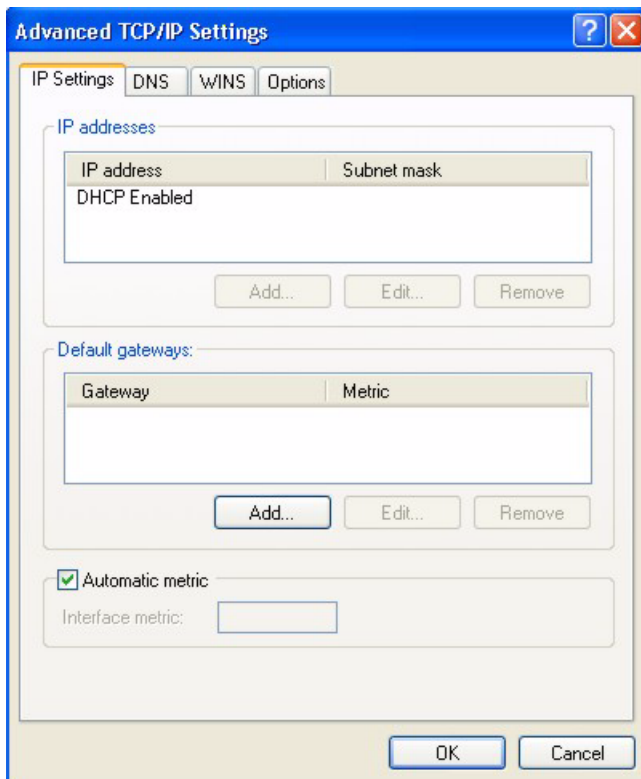 Advanced TCP/IP Settings
IP Settings DNS WINS Options
IP addresses
IP address Subnet mask
DHCP Enabled
Add... Edit... Remove
Default gateways:
Gateway Metric
Add... Edit... Remove
Automatic metric
Interface metric:
OK Cancel